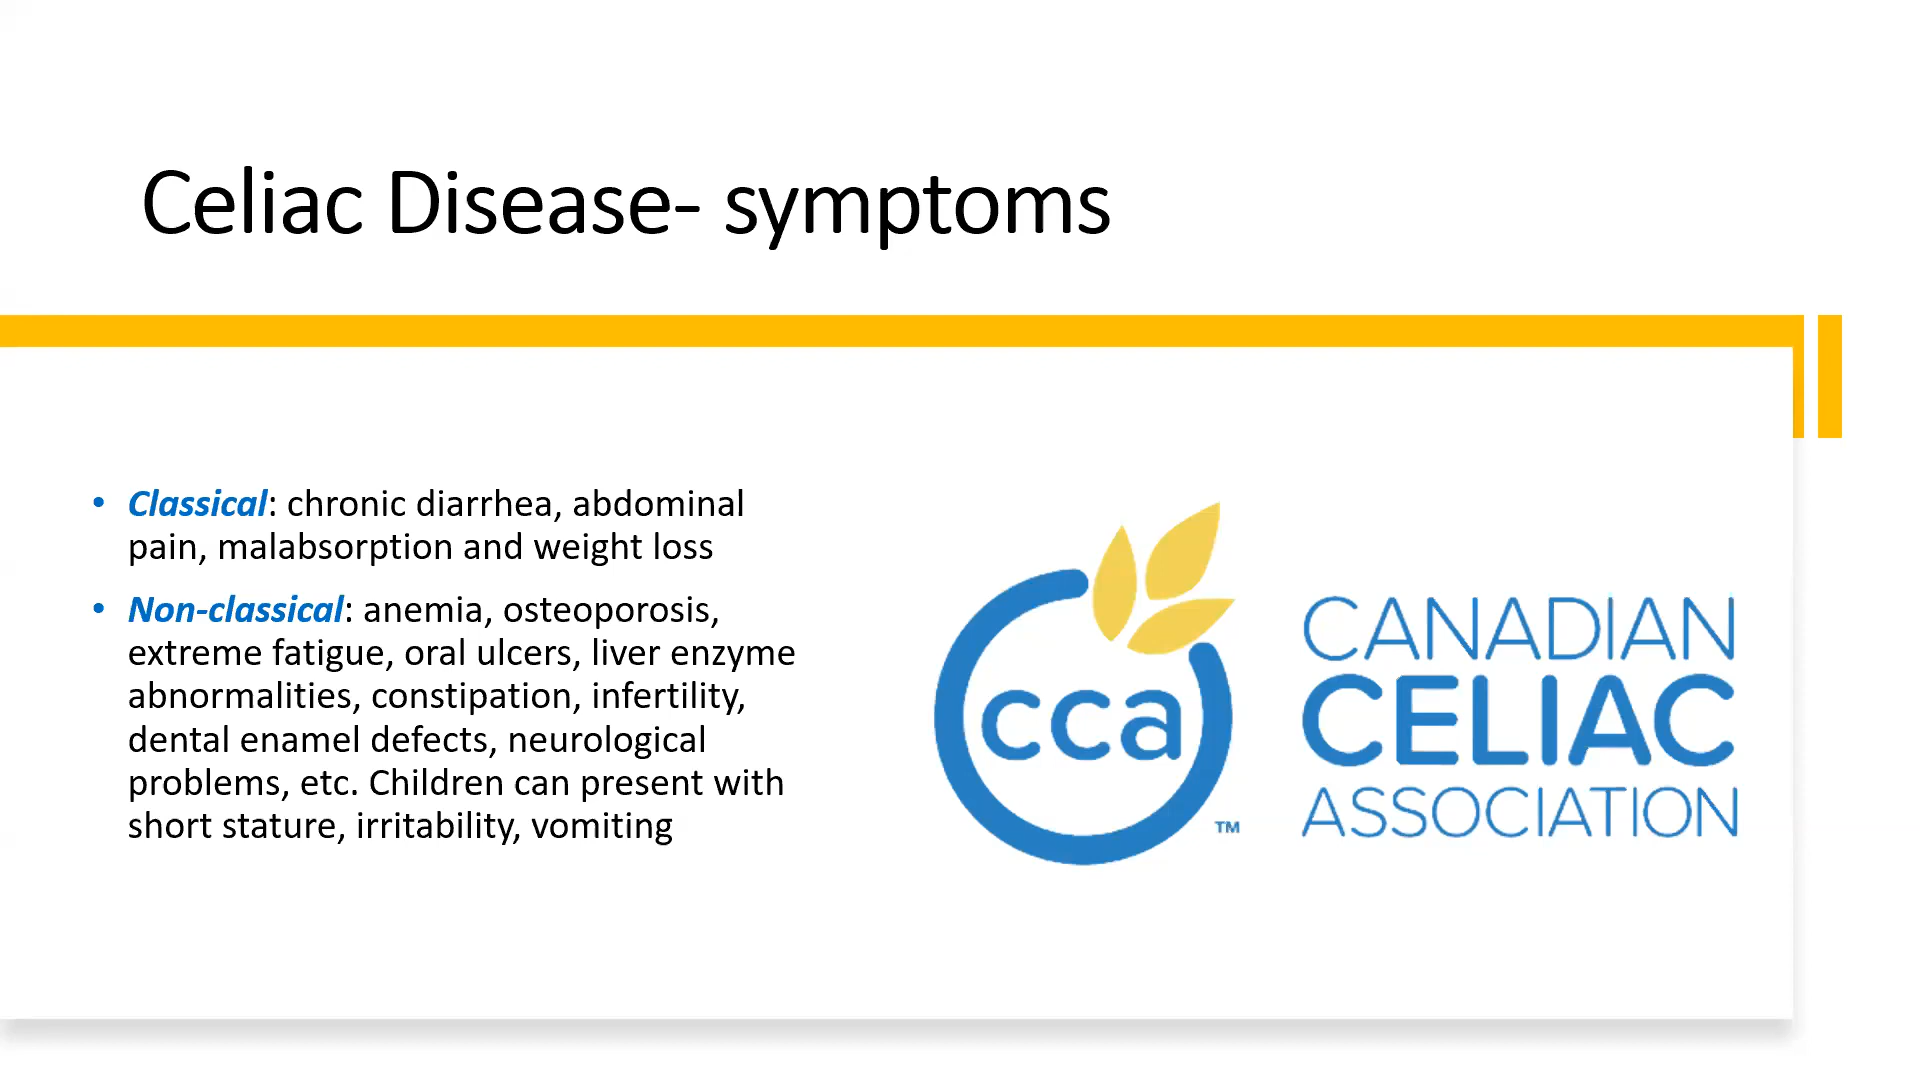 Celiac Disease- symptoms
• Classical: chronic diarrhea, abdominal
pain, malabsorption and weight loss
• Non-classical: anemia, osteoporosis,
extreme fatigue, oral ulcers, liver enzyme
abnormalities, constipation, infertility,
dental enamel defects, neurological
problems, etc. Children can present with
short stature, irritability, vomiting
cca
TM
CANADIAN
CELIAC
ASSOCIATION